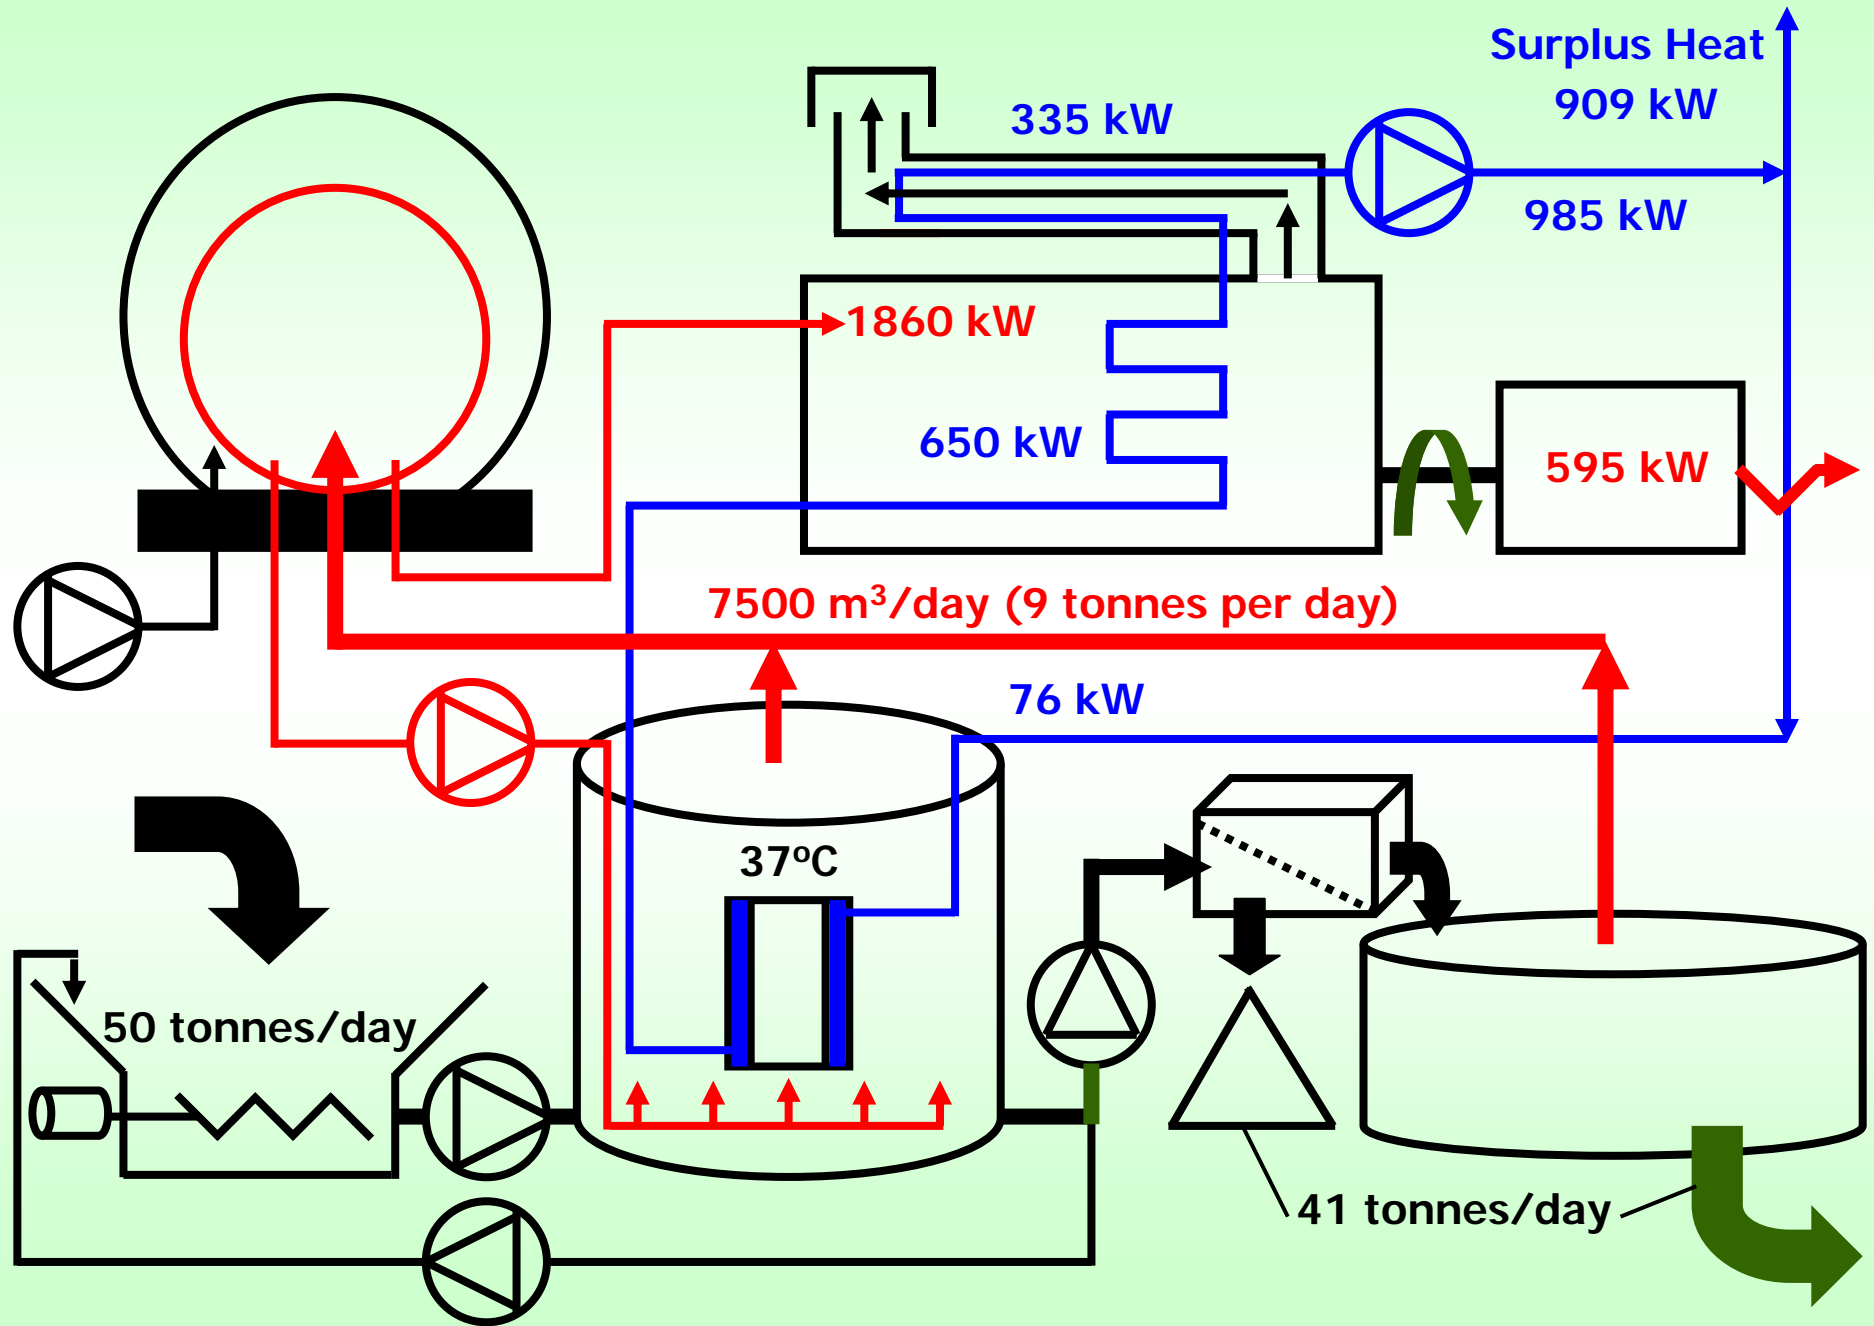 Surplus Heat
909 kW
335 kW
985 kW
1860 kW
650 kW
595 kW
7500 m³/day (9 tonnes per day)
76 kW
37ºC
50 tonnes/day
41 tonnes/day